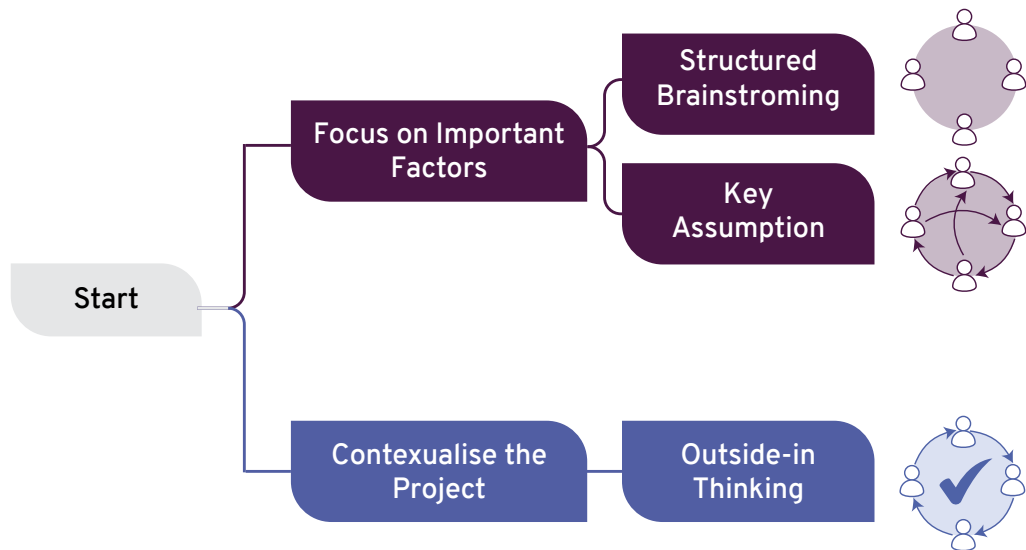 Start
Focus on Important
Factors
Structured
Brainstroming
Key
Assumption
Contexualise the
Project
Outside-in
Thinking